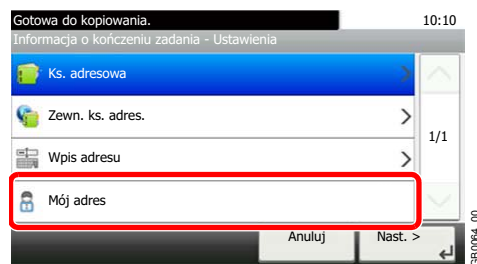 Gotowa do kopiowania. 10:10
Informacja o kończeniu zadania - Ustawienia
Ks. adresowa
Zewn. ks. adres.
1/1
Wpis adresu
Mój adres
Anuluj Nast. >
GB0064_00